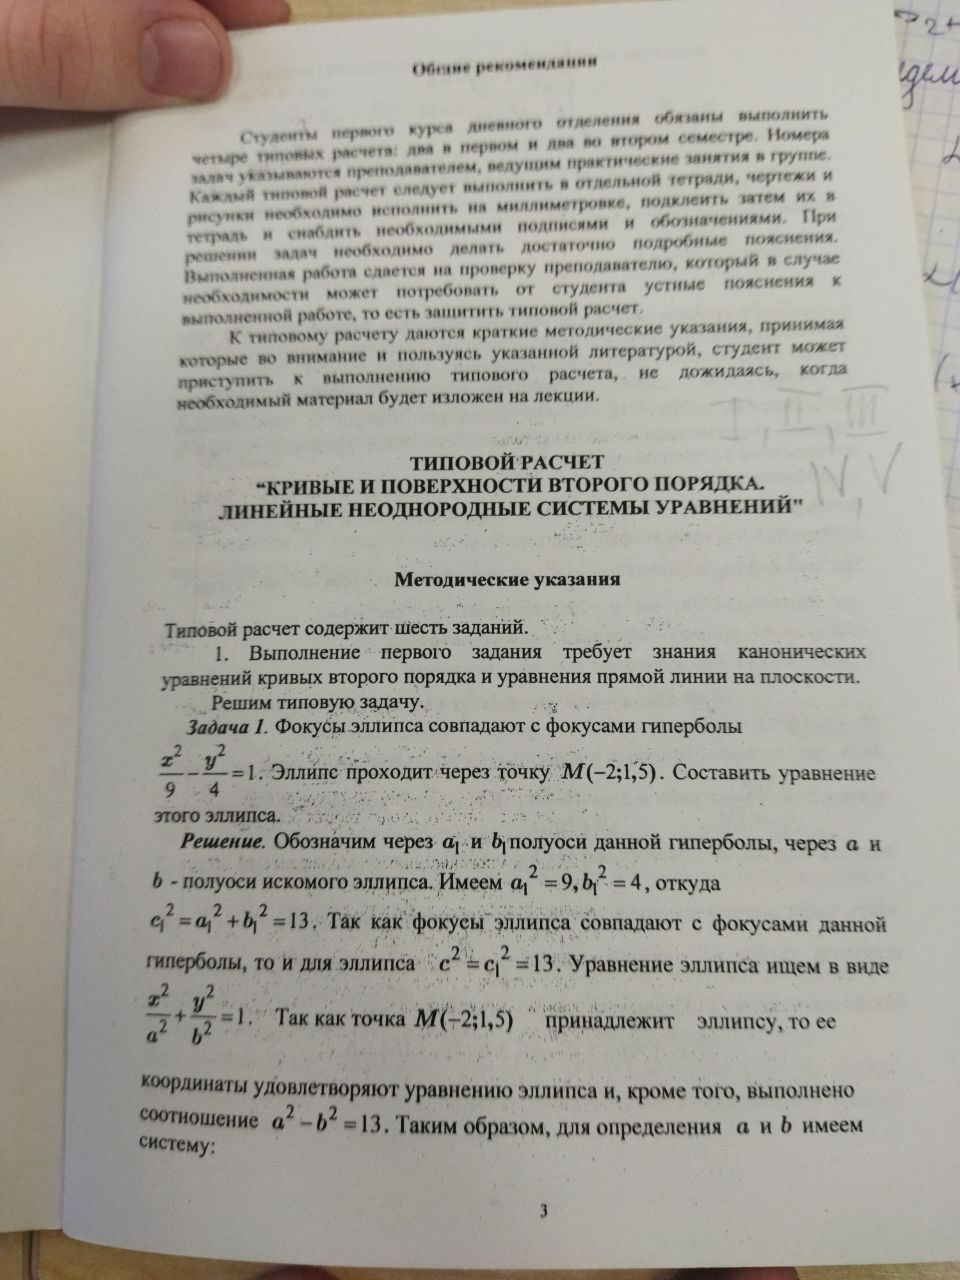 Общие рекомендации
Студенты первого курса дневного отделения обязаны выполнить
четыре типовых расчета: два в первом и два во втором семестре. Номера
задач указываются преподавателем, ведущим практические занятия в группе.
Каждый типовой расчет следует выполнить в отдельной тетради, чертежи и
рисунки необходимо исполнить на миллиметровке, подклеить затем их в
тетрадь и снабдить необходимыми подписями и обозначениями. При
решении задач необходимо делать достаточно подробные пояснения.
Выполненная работа сдается на проверку преподавателю, который в случае
необходимости может потребовать от студента устные пояснения к
выполненной работе, то есть защитить типовой расчет.
К типовому расчету даются краткие методические указания, принимая
которые во внимание и пользуясь указанной литературой, студент может
приступить к выполнению типового расчета, не дожидаясь, когда
необходимый материал будет изложен на лекции.
ТИПОВОЙ РАСЧЕТ
“КРИВЫЕ И ПОВЕРХНОСТИ ВТОРОГО ПОРЯДКА.
ЛИНЕЙНЫЕ НЕОДНОРОДНЫЕ СИСТЕМЫ УРАВНЕНИЙ”
Методические указания
Типовой расчет содержит шесть заданий.
1. Выполнение первого задания требует знания канонических
уравнений кривых второго порядка и уравнения прямой линии на плоскости.
Решим типовую задачу.
Задача 1. Фокусы эллипса совпадают с фокусами гиперболы
x²/9 − y²/4 = 1. Эллипс проходит через точку M(−2;1,5). Составить уравнение
этого эллипса.
Решение. Обозначим через a₁ и b₁ полуоси данной гиперболы, через a и
b - полуоси искомого эллипса. Имеем a₁² = 9, b₁² = 4, откуда
c₁² = a₁² + b₁² = 13. Так как фокусы эллипса совпадают с фокусами данной
гиперболы, то и для эллипса c² = c₁² = 13. Уравнение эллипса ищем в виде
x²/a² + y²/b² = 1. Так как точка M(−2;1,5) принадлежит эллипсу, то ее
координаты удовлетворяют уравнению эллипса и, кроме того, выполнено
соотношение a² − b² = 13. Таким образом, для определения a и b имеем
систему:
3